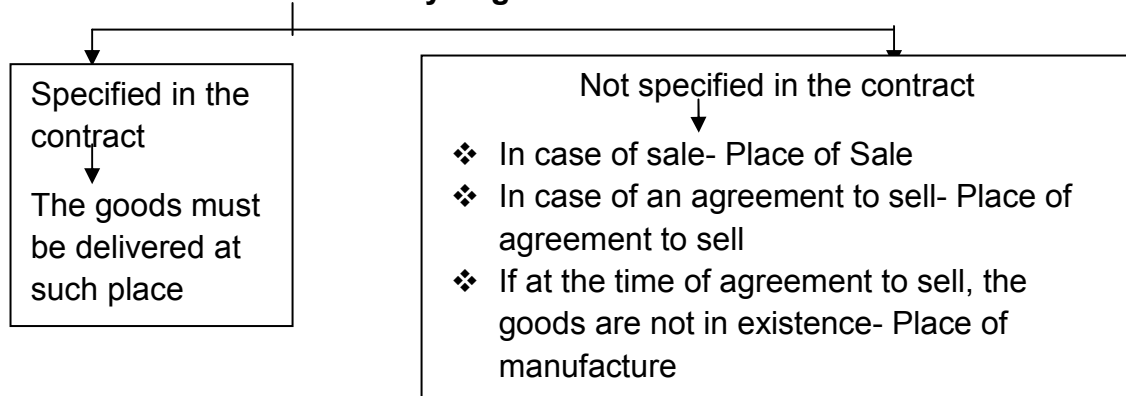 Specified in the
contract
The goods must
be delivered at
such place
Not specified in the contract
❖ In case of sale- Place of Sale
❖ In case of an agreement to sell- Place of
agreement to sell
❖ If at the time of agreement to sell, the
goods are not in existence- Place of
manufacture